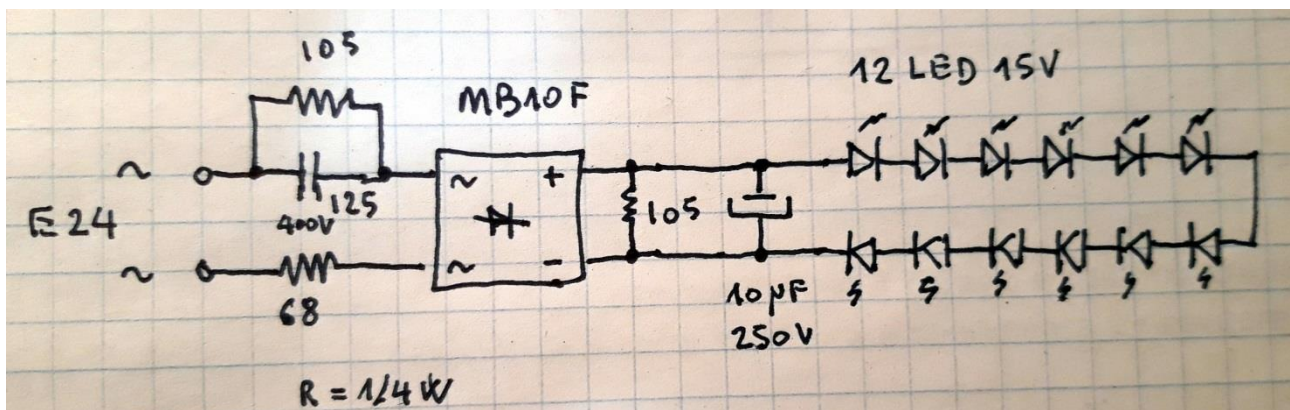 105
12 LED 15V
MB10F
~
~
+
125
400V
105
E24
~
~
-
68
10µF
250V
R = 1/4 W